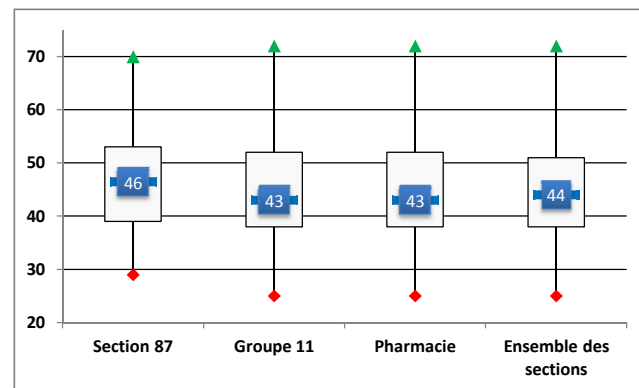 70
60
50
40
30
20
46
43
43
44
Section 87
Groupe 11
Pharmacie
Ensemble des
sections